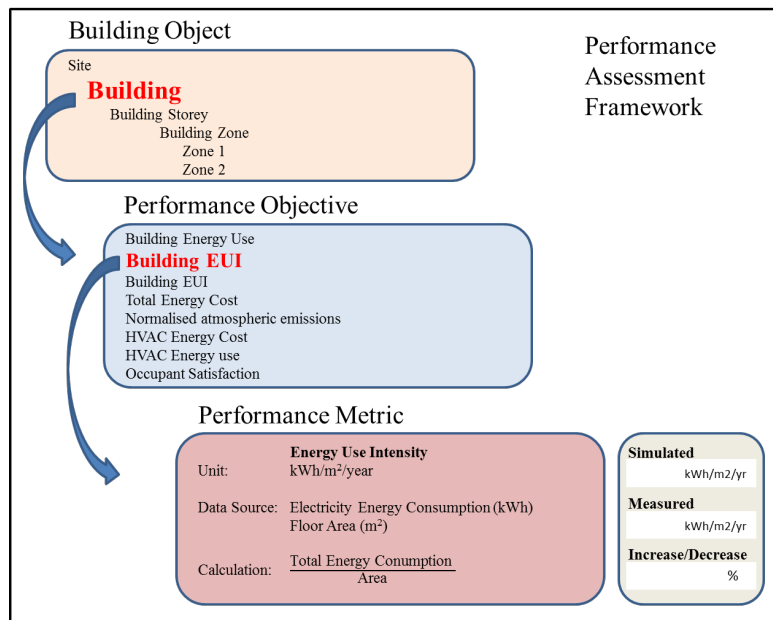 Building Object
Performance
Assessment
Framework
Site
Building
Building Storey
Building Zone
Zone 1
Zone 2
Performance Objective
Building Energy Use
Building EUI
Building EUI
Total Energy Cost
Normalised atmospheric emissions
HVAC Energy Cost
HVAC Energy use
Occupant Satisfaction
Performance Metric
Energy Use Intensity
Unit: kWh/m²/year
Data Source: Electricity Energy Consumption (kWh)
Floor Area (m²)
Calculation: Total Energy Conumption
Area
Simulated
kWh/m2/yr
Measured
kWh/m2/yr
Increase/Decrease
%